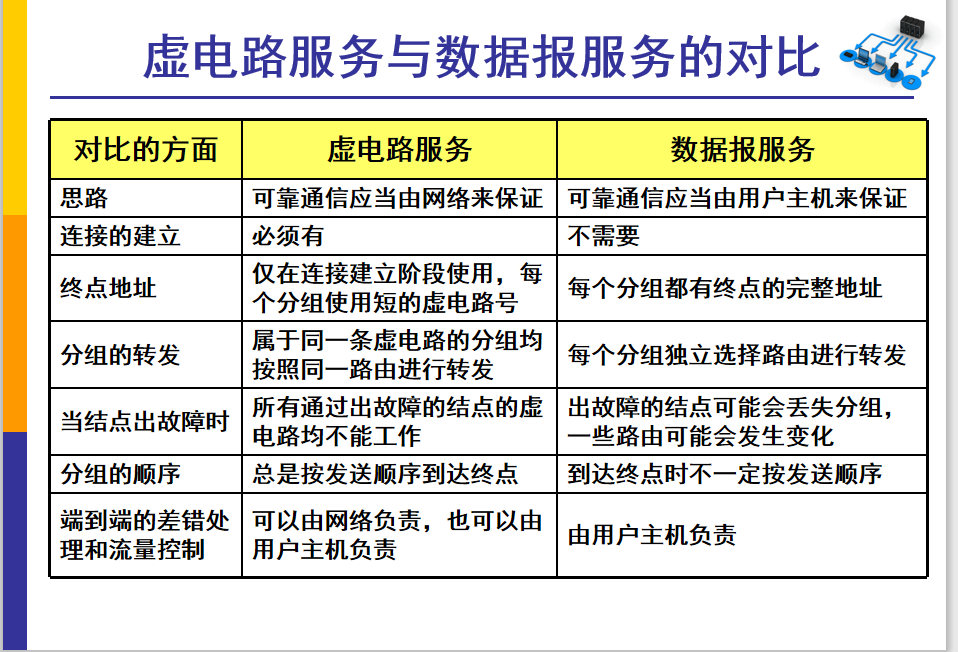 虚电路服务与数据报服务的对比
对比的方面
虚电路服务
数据报服务
思路
可靠通信应当由网络来保证
可靠通信应当由用户主机来保证
连接的建立
必须有
不需要
终点地址
仅在连接建立阶段使用，每
个分组使用短的虚电路号
每个分组都有终点的完整地址
分组的转发
属于同一条虚电路的分组均
按照同一路由进行转发
每个分组独立选择路由进行转发
当结点出故障时
所有通过出故障的结点的虚
电路均不能工作
出故障的结点可能会丢失分组，
一些路由可能会发生变化
分组的顺序
总是按发送顺序到达终点
到达终点时不一定按发送顺序
端到端的差错处
理和流量控制
可以由网络负责，也可以由
用户主机负责
由用户主机负责